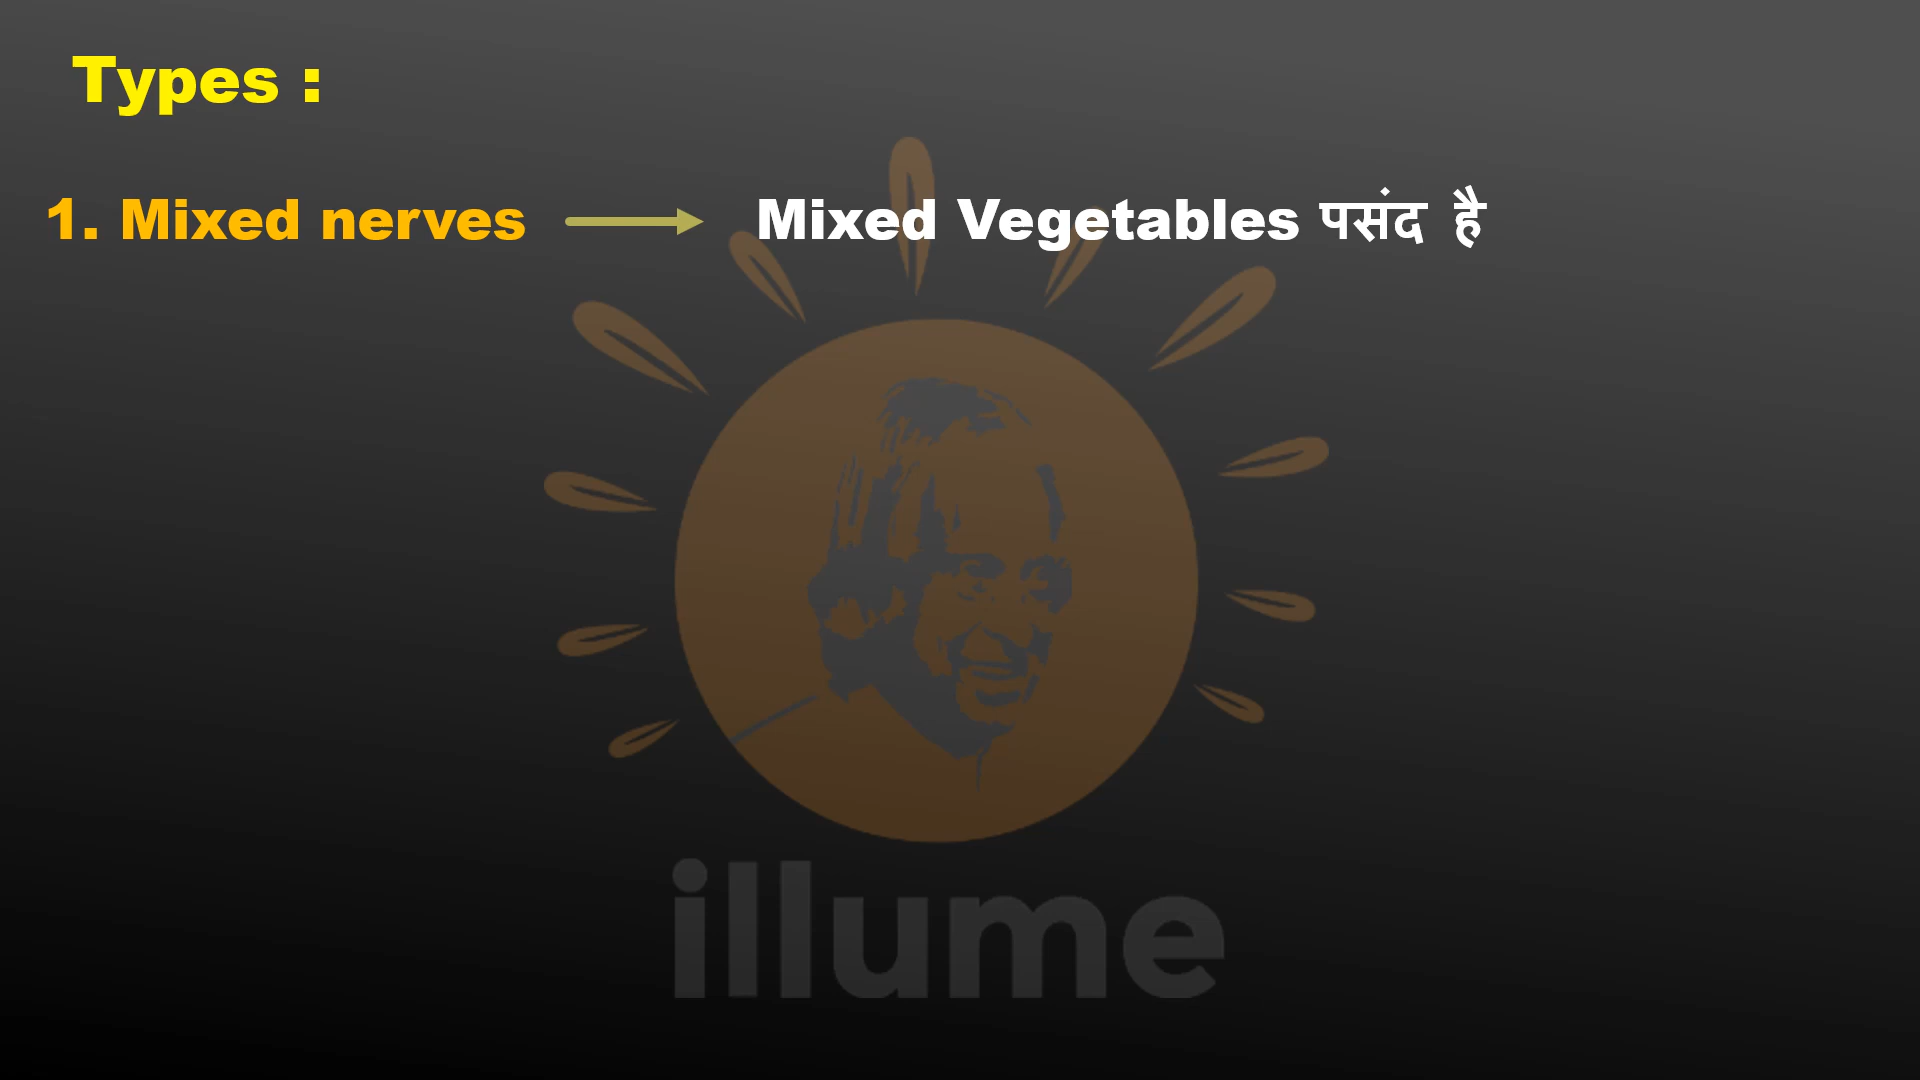 Types :
1. Mixed nerves Mixed Vegetables पसंद है
illume